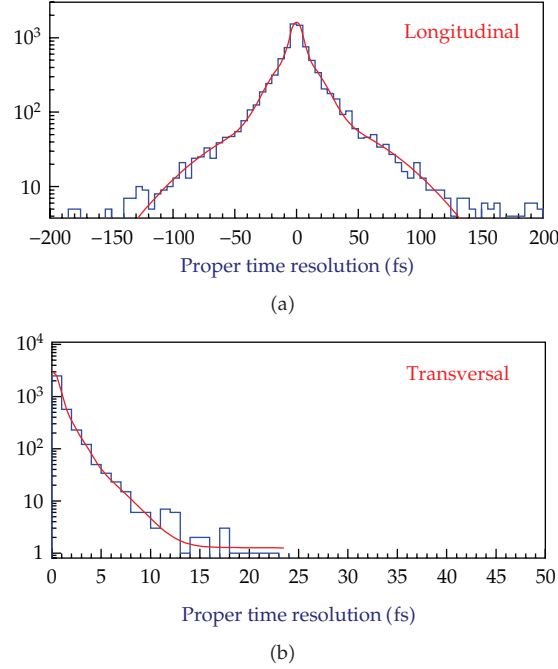 10³
Longitudinal
10²
10
−200 −150 −100 −50 0 50 100 150 200
Proper time resolution (fs)
(a)
10⁴
Transversal
10³
10²
10
1
0 5 10 15 20 25 30 35 40 45 50
Proper time resolution (fs)
(b)